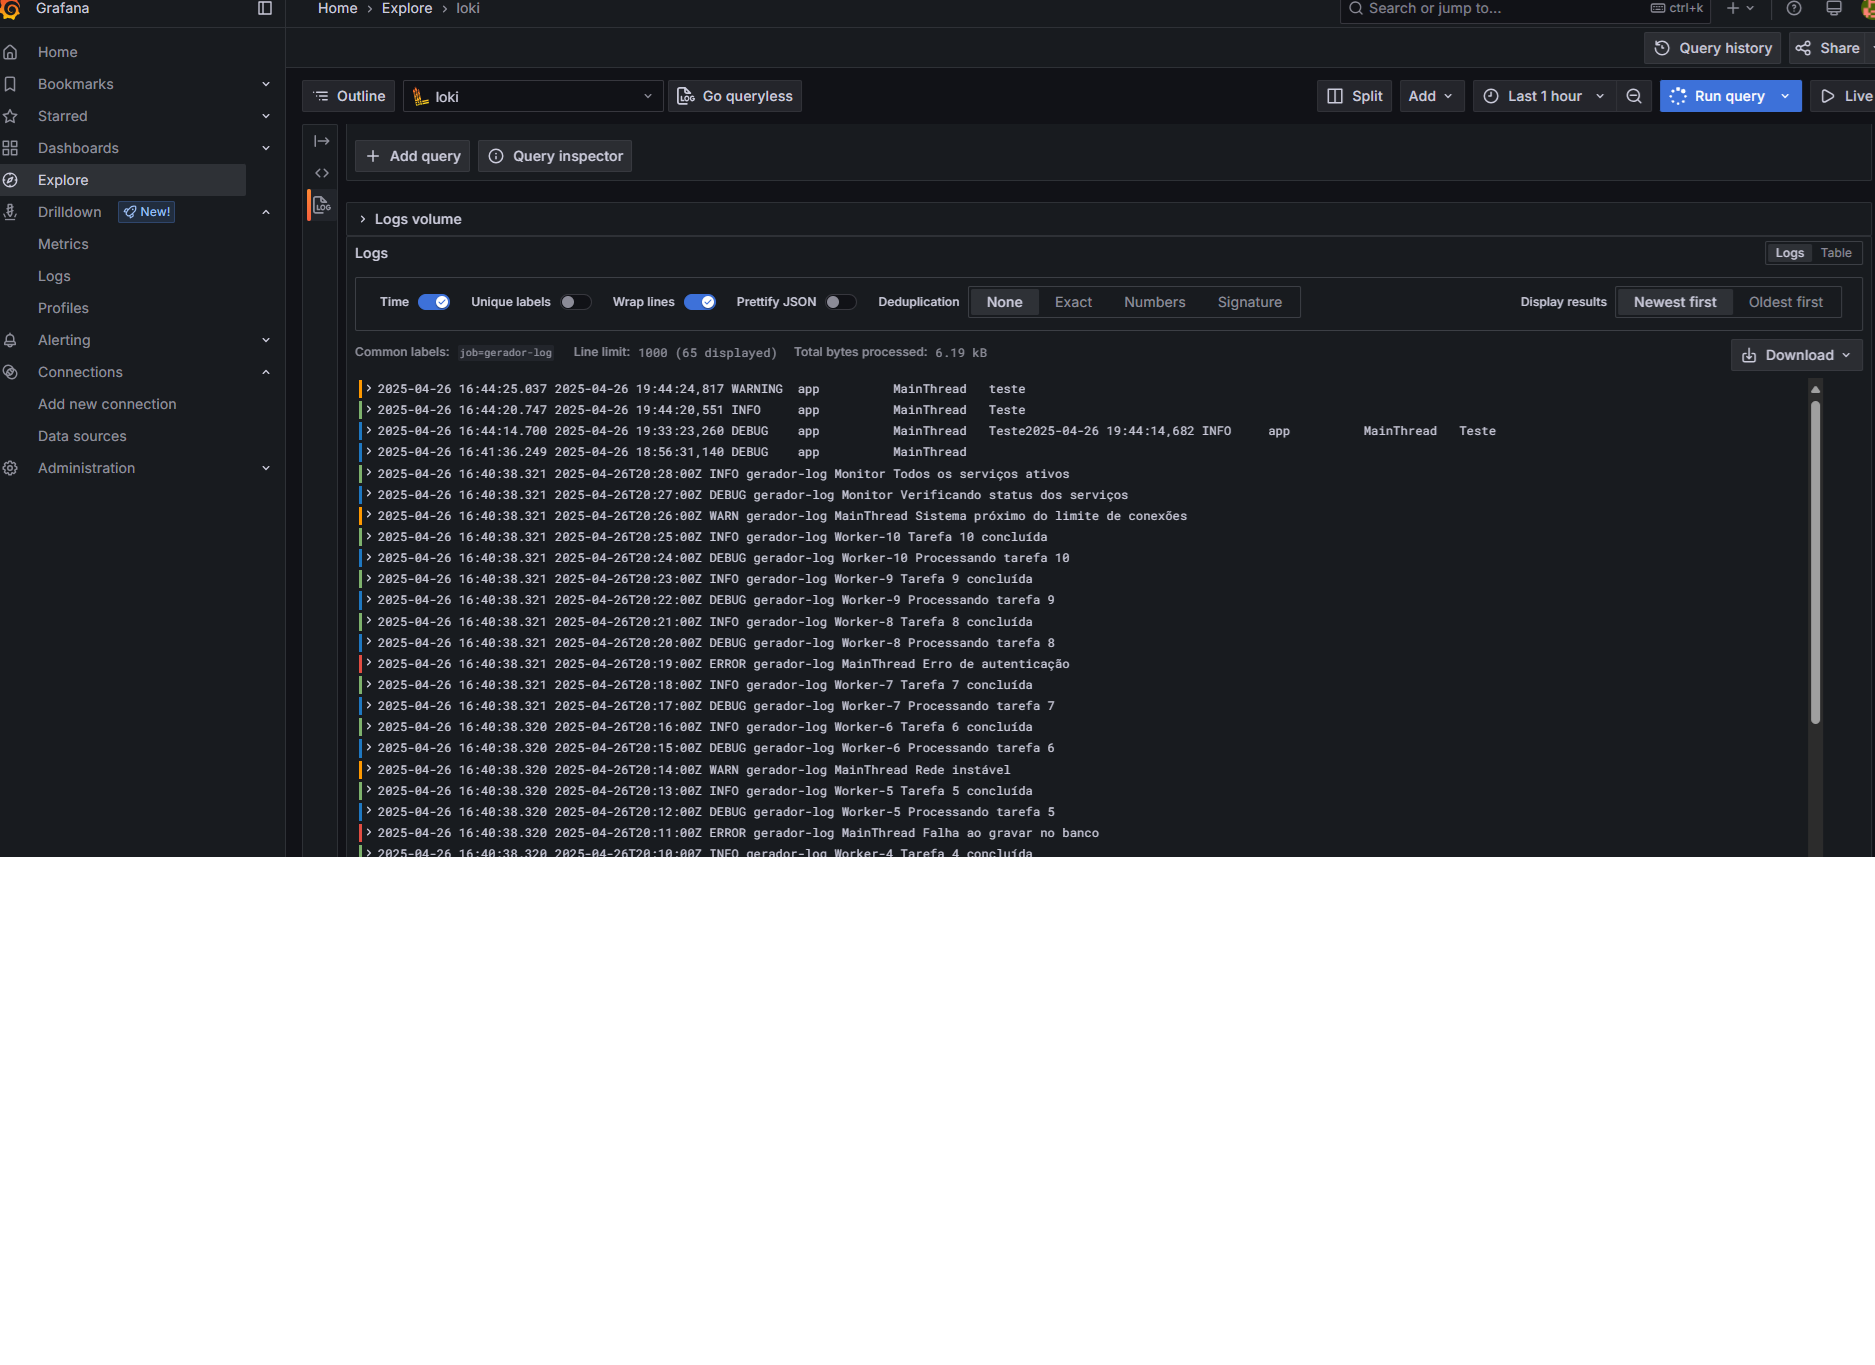 Grafana
Home › Explore › loki
Search or jump to...
ctrl+k
Home
Bookmarks
Starred
Dashboards
Explore
Drilldown
New!
Metrics
Logs
Profiles
Alerting
Connections
Add new connection
Data sources
Administration
Query history
Share
Outline
loki
Go queryless
Split
Add
Last 1 hour
Run query
Live
Add query
Query inspector
Logs volume
Logs
Logs Table
Time
Unique labels
Wrap lines
Prettify JSON
Deduplication
None
Exact
Numbers
Signature
Display results
Newest first
Oldest first
Common labels: job=gerador-log Line limit: 1000 (65 displayed) Total bytes processed: 6.19 kB
Download
2025-04-26 16:44:25.037 2025-04-26 19:44:24,817 WARNING app MainThread teste
2025-04-26 16:44:20.747 2025-04-26 19:44:20,551 INFO app MainThread Teste
2025-04-26 16:44:14.700 2025-04-26 19:33:23,260 DEBUG app MainThread Teste2025-04-26 19:44:14,682 INFO app MainThread Teste
2025-04-26 16:41:36.249 2025-04-26 18:56:31,140 DEBUG app MainThread
2025-04-26 16:40:38.321 2025-04-26T20:28:00Z INFO gerador-log Monitor Todos os serviços ativos
2025-04-26 16:40:38.321 2025-04-26T20:27:00Z DEBUG gerador-log Monitor Verificando status dos serviços
2025-04-26 16:40:38.321 2025-04-26T20:26:00Z WARN gerador-log MainThread Sistema próximo do limite de conexões
2025-04-26 16:40:38.321 2025-04-26T20:25:00Z INFO gerador-log Worker-10 Tarefa 10 concluída
2025-04-26 16:40:38.321 2025-04-26T20:24:00Z DEBUG gerador-log Worker-10 Processando tarefa 10
2025-04-26 16:40:38.321 2025-04-26T20:23:00Z INFO gerador-log Worker-9 Tarefa 9 concluída
2025-04-26 16:40:38.321 2025-04-26T20:22:00Z DEBUG gerador-log Worker-9 Processando tarefa 9
2025-04-26 16:40:38.321 2025-04-26T20:21:00Z INFO gerador-log Worker-8 Tarefa 8 concluída
2025-04-26 16:40:38.321 2025-04-26T20:20:00Z DEBUG gerador-log Worker-8 Processando tarefa 8
2025-04-26 16:40:38.321 2025-04-26T20:19:00Z ERROR gerador-log MainThread Erro de autenticação
2025-04-26 16:40:38.321 2025-04-26T20:18:00Z INFO gerador-log Worker-7 Tarefa 7 concluída
2025-04-26 16:40:38.321 2025-04-26T20:17:00Z DEBUG gerador-log Worker-7 Processando tarefa 7
2025-04-26 16:40:38.320 2025-04-26T20:16:00Z INFO gerador-log Worker-6 Tarefa 6 concluída
2025-04-26 16:40:38.320 2025-04-26T20:15:00Z DEBUG gerador-log Worker-6 Processando tarefa 6
2025-04-26 16:40:38.320 2025-04-26T20:14:00Z WARN gerador-log MainThread Rede instável
2025-04-26 16:40:38.320 2025-04-26T20:13:00Z INFO gerador-log Worker-5 Tarefa 5 concluída
2025-04-26 16:40:38.320 2025-04-26T20:12:00Z DEBUG gerador-log Worker-5 Processando tarefa 5
2025-04-26 16:40:38.320 2025-04-26T20:11:00Z ERROR gerador-log MainThread Falha ao gravar no banco
2025-04-26 16:40:38.320 2025-04-26T20:10:00Z INFO gerador-log Worker-4 Tarefa 4 concluída